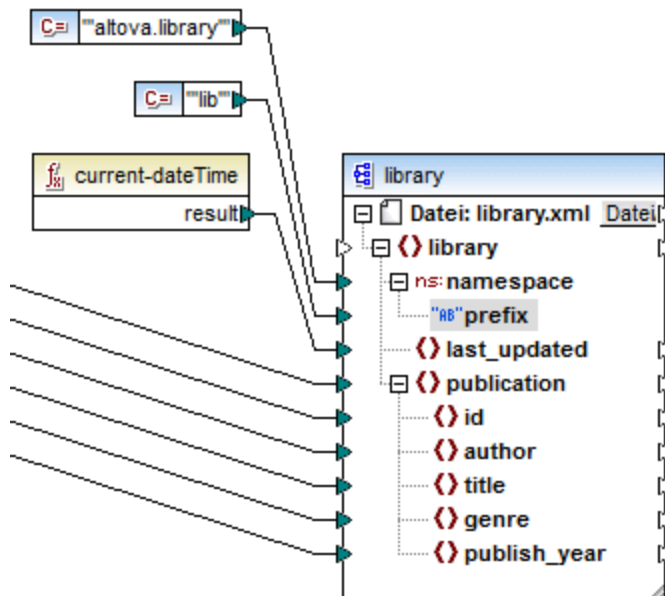 C= ""altova.library""
C= ""lib""
fx current-dateTime
result
library
Datei: library.xml Datei
library
ns: namespace
"AB" prefix
last_updated
publication
id
author
title
genre
publish_year